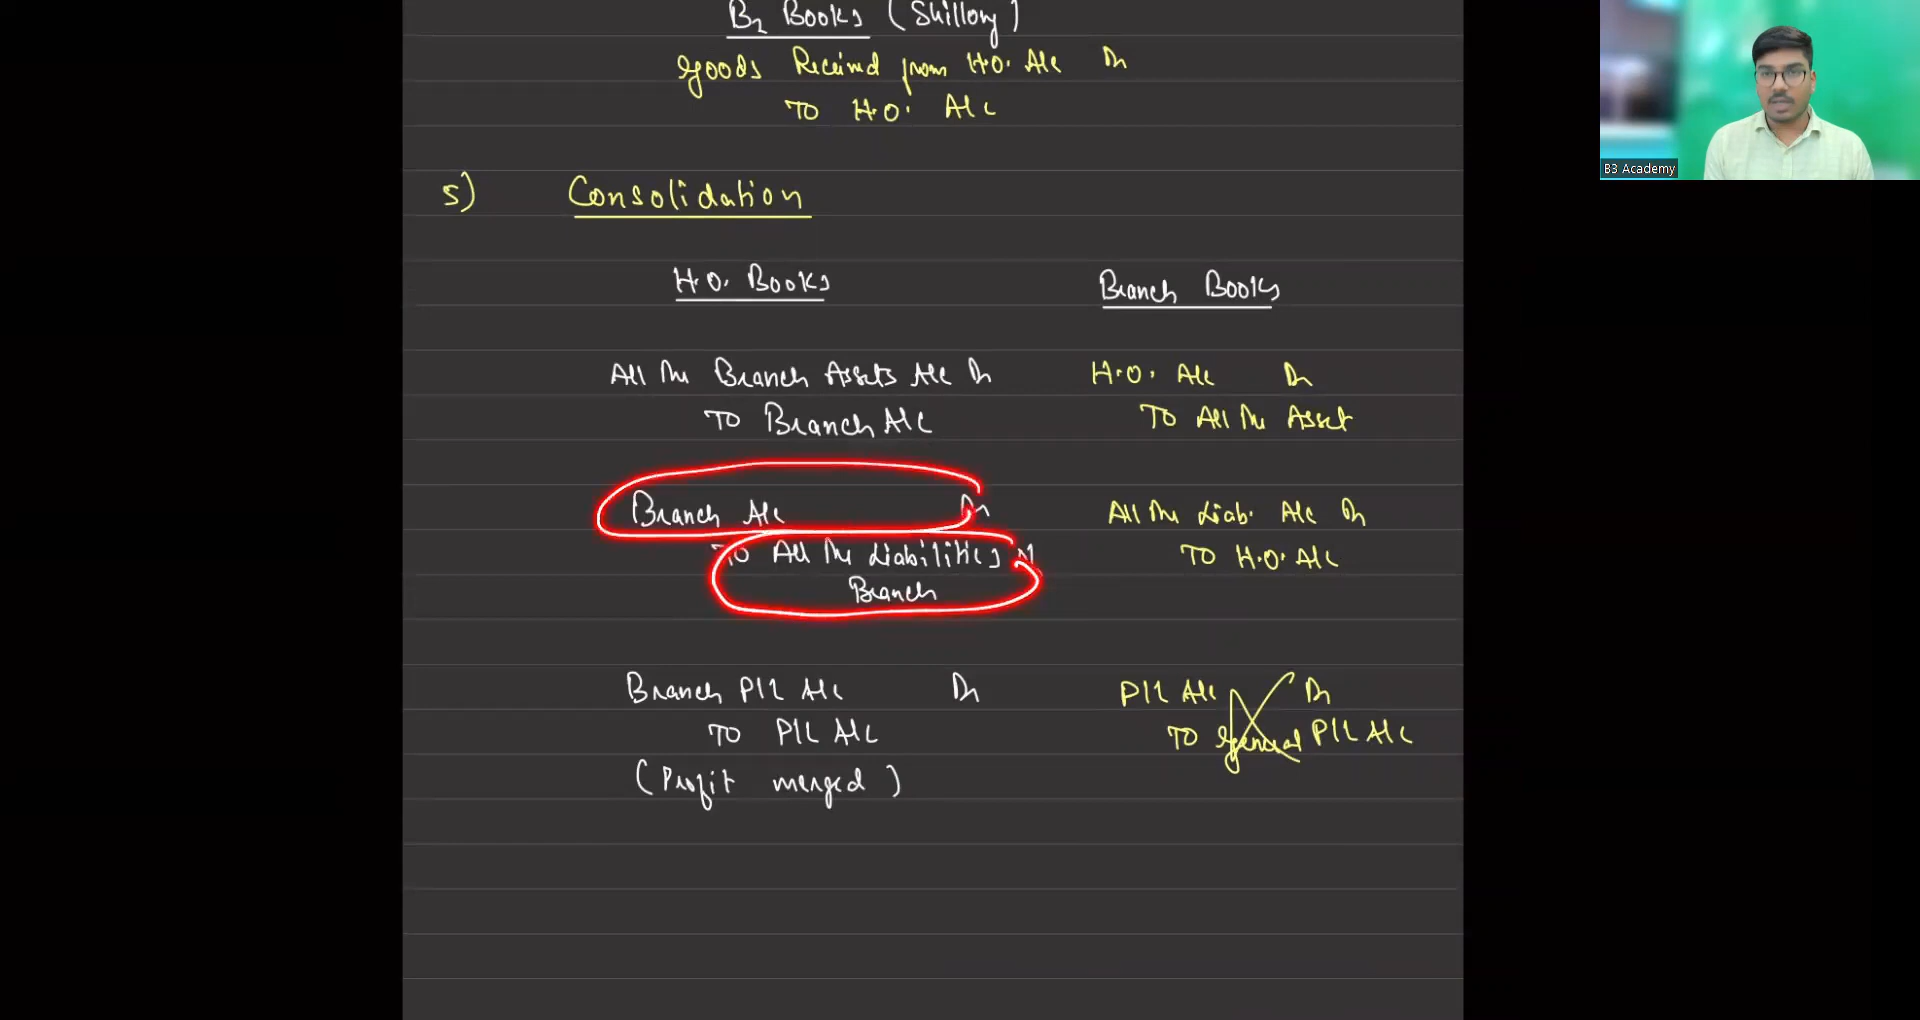 B2 Books (Shillong)
Goods Received from H.O. A/c Dr
To H.O. A/c
B3 Academy
5) Consolidation
H.O. Books
Branch Books
All the Branch Assets A/c Dr
To Branch A/c
H.O. A/c Dr
To All the Asset
Branch A/c Dr
To All the Liabilities of
Branch
All the Liab. A/c Dr
To H.O. A/c
Branch P/L A/c Dr
To P/L A/c
(Profit merged)
P/L A/c Dr
To General P/L A/c